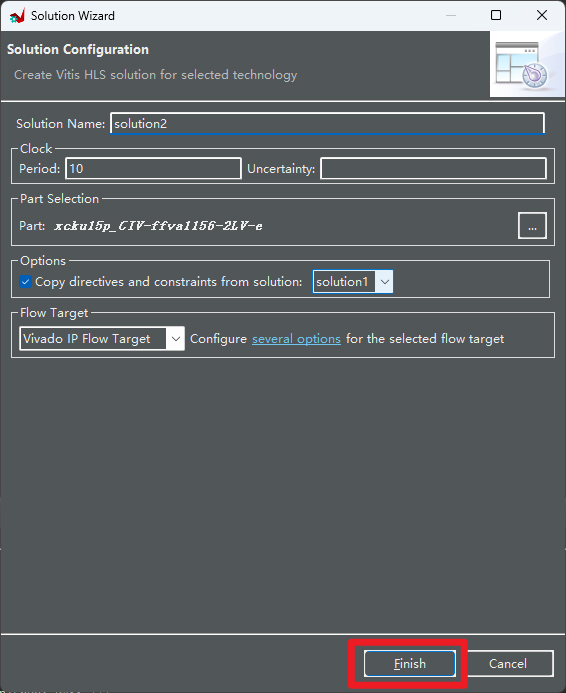 Solution Wizard
Solution Configuration
Create Vitis HLS solution for selected technology
Solution Name: solution2
Clock
Period: 10 Uncertainty:
Part Selection
Part: xcku15p_CIV-ffva1156-2LV-e ...
Options
Copy directives and constraints from solution: solution1
Flow Target
Vivado IP Flow Target Configure several options for the selected flow target
Finish Cancel